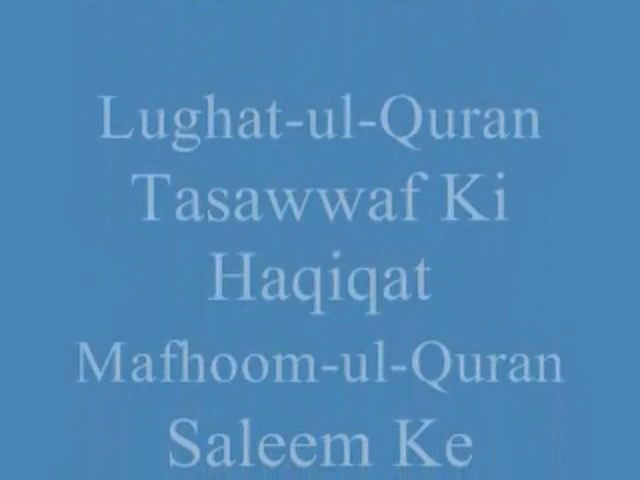 Lughat-ul-Quran
Tasawwaf Ki
Haqiqat
Mafhoom-ul-Quran
Saleem Ke